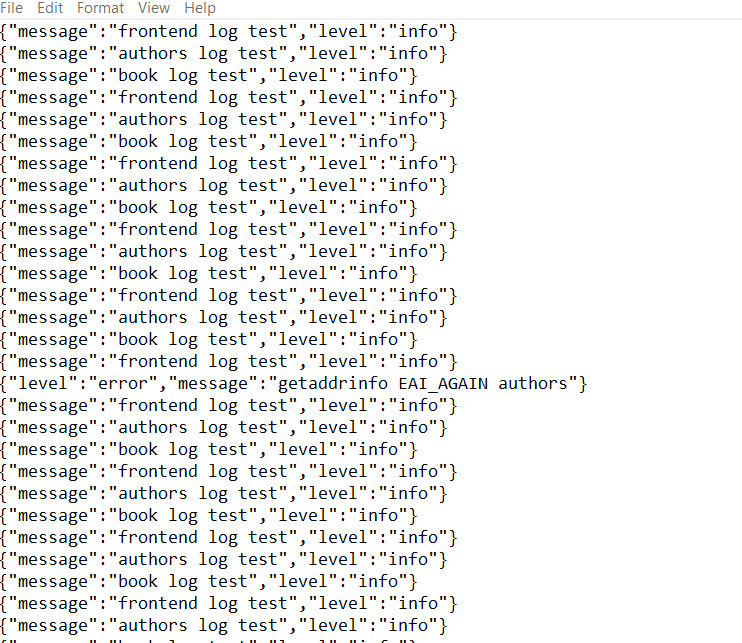 File Edit Format View Help
{"message":"frontend log test","level":"info"}
{"message":"authors log test","level":"info"}
{"message":"book log test","level":"info"}
{"message":"frontend log test","level":"info"}
{"message":"authors log test","level":"info"}
{"message":"book log test","level":"info"}
{"message":"frontend log test","level":"info"}
{"message":"authors log test","level":"info"}
{"message":"book log test","level":"info"}
{"message":"frontend log test","level":"info"}
{"message":"authors log test","level":"info"}
{"message":"book log test","level":"info"}
{"message":"frontend log test","level":"info"}
{"message":"authors log test","level":"info"}
{"message":"book log test","level":"info"}
{"message":"frontend log test","level":"info"}
{"level":"error","message":"getaddrinfo EAI_AGAIN authors"}
{"message":"frontend log test","level":"info"}
{"message":"authors log test","level":"info"}
{"message":"book log test","level":"info"}
{"message":"frontend log test","level":"info"}
{"message":"authors log test","level":"info"}
{"message":"book log test","level":"info"}
{"message":"frontend log test","level":"info"}
{"message":"authors log test","level":"info"}
{"message":"book log test","level":"info"}
{"message":"frontend log test","level":"info"}
{"message":"authors log test","level":"info"}